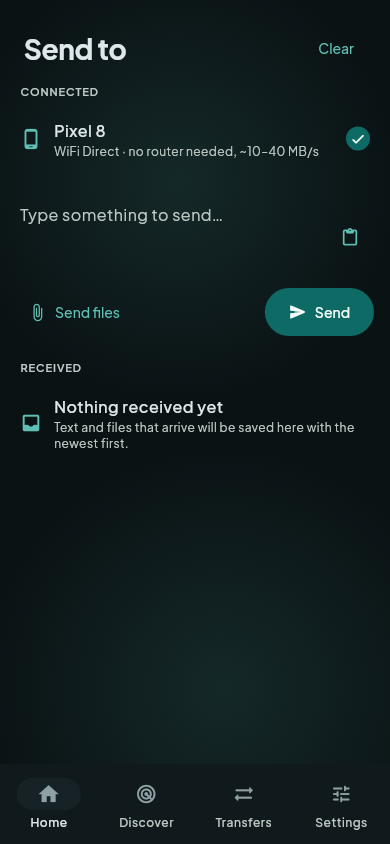 Send to
Clear
CONNECTED
Pixel 8
WiFi Direct · no router needed, ~10–40 MB/s
Type something to send…
Send files
Send
RECEIVED
Nothing received yet
Text and files that arrive will be saved here with the
newest first.
Home
Discover
Transfers
Settings